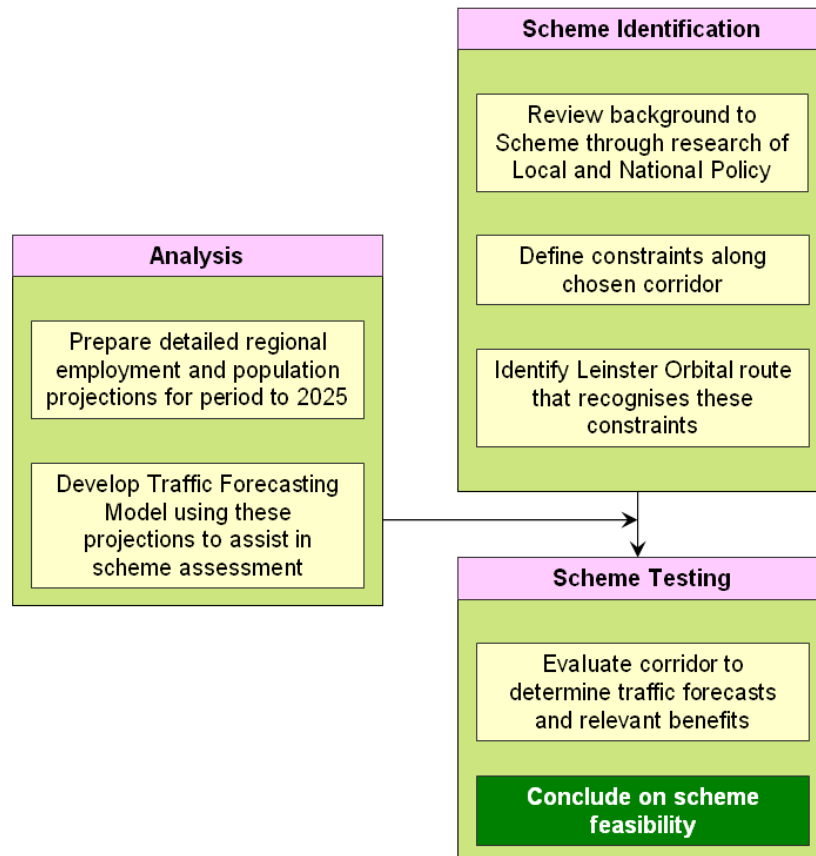 Scheme Identification
Review background to
Scheme through research of
Local and National Policy
Define constraints along
chosen corridor
Identify Leinster Orbital route
that recognises these
constraints
Analysis
Prepare detailed regional
employment and population
projections for period to 2025
Develop Traffic Forecasting
Model using these
projections to assist in
scheme assessment
Scheme Testing
Evaluate corridor to
determine traffic forecasts
and relevant benefits
Conclude on scheme
feasibility